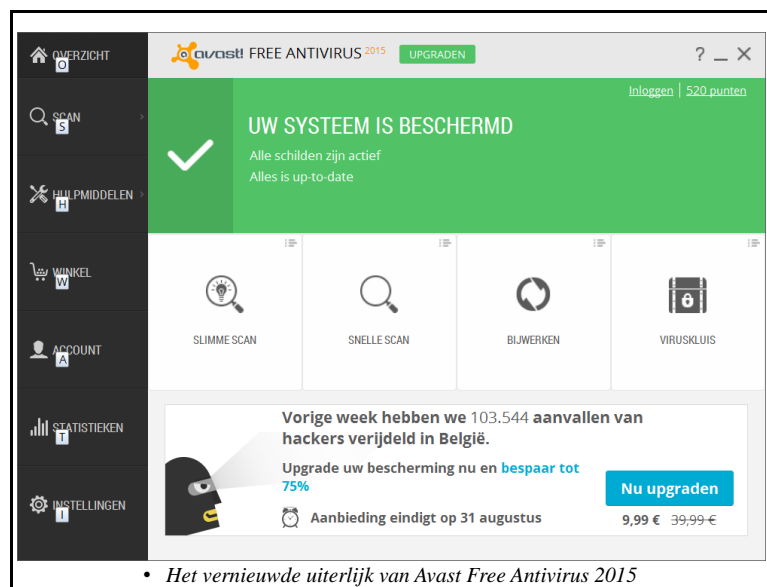 OVERZICHT
O
avast! FREE ANTIVIRUS 2015 UPGRADEN
?
Inloggen | 520 punten
SCAN
S
UW SYSTEEM IS BESCHERMD
Alle schilden zijn actief
Alles is up-to-date
HULPMIDDELEN
H
WINKEL
W
SLIMME SCAN SNELLE SCAN BIJWERKEN VIRUSKLUIS
ACCOUNT
A
STATISTIEKEN
T
INSTELLINGEN
I
Vorige week hebben we 103.544 aanvallen van
hackers verijdeld in België.
Upgrade uw bescherming nu en bespaar tot
75%
Aanbieding eindigt op 31 augustus
Nu upgraden
9,99 € 39,99 €
• Het vernieuwde uiterlijk van Avast Free Antivirus 2015